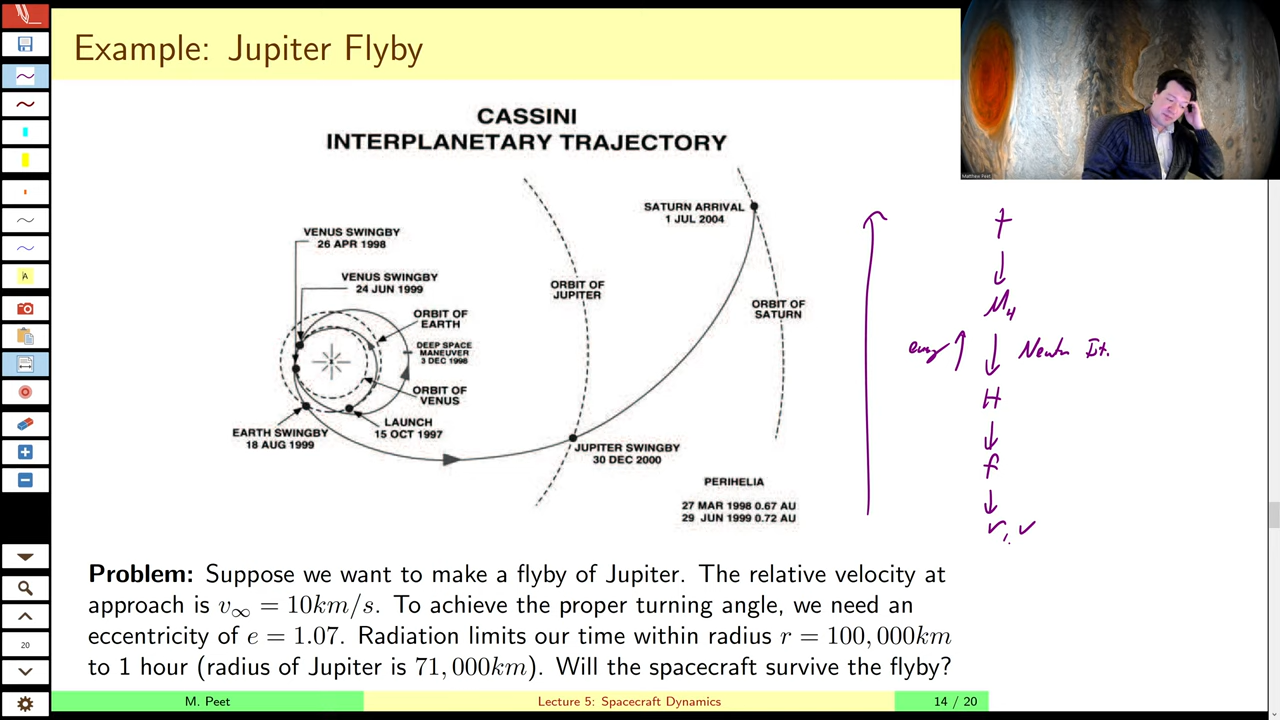 Example: Jupiter Flyby
Matthew Peet
CASSINI
INTERPLANETARY TRAJECTORY
SATURN ARRIVAL
1 JUL 2004
VENUS SWINGBY
26 APR 1998
VENUS SWINGBY
24 JUN 1999
ORBIT OF
JUPITER
ORBIT OF
SATURN
ORBIT OF
EARTH
DEEP SPACE
MANEUVER
3 DEC 1998
ORBIT OF
VENUS
LAUNCH
15 OCT 1997
EARTH SWINGBY
18 AUG 1999
JUPITER SWINGBY
30 DEC 2000
PERIHELIA
27 MAR 1998 0.67 AU
29 JUN 1999 0.72 AU
t
M_H
easy
Newton It.
H
f
r, v
Problem: Suppose we want to make a flyby of Jupiter. The relative velocity at
approach is v∞ = 10km/s. To achieve the proper turning angle, we need an
eccentricity of e = 1.07. Radiation limits our time within radius r = 100,000km
to 1 hour (radius of Jupiter is 71,000km). Will the spacecraft survive the flyby?
20
M. Peet
Lecture 5: Spacecraft Dynamics
14 / 20